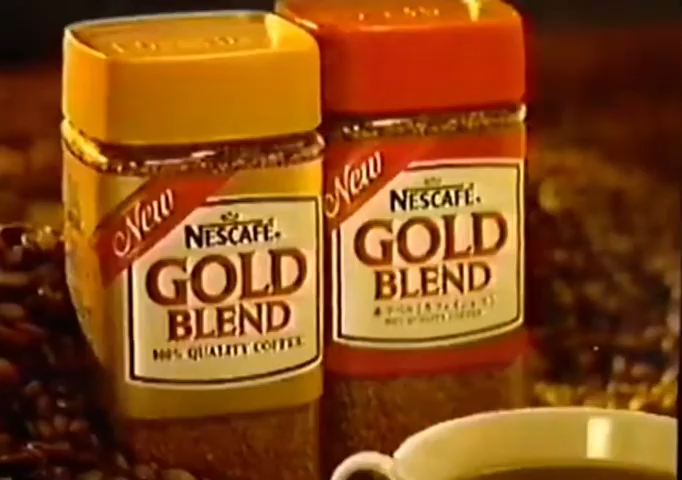 New
NESCAFÉ.
GOLD
BLEND
100% QUALITY COFFEE
New
NESCAFÉ.
GOLD
BLEND